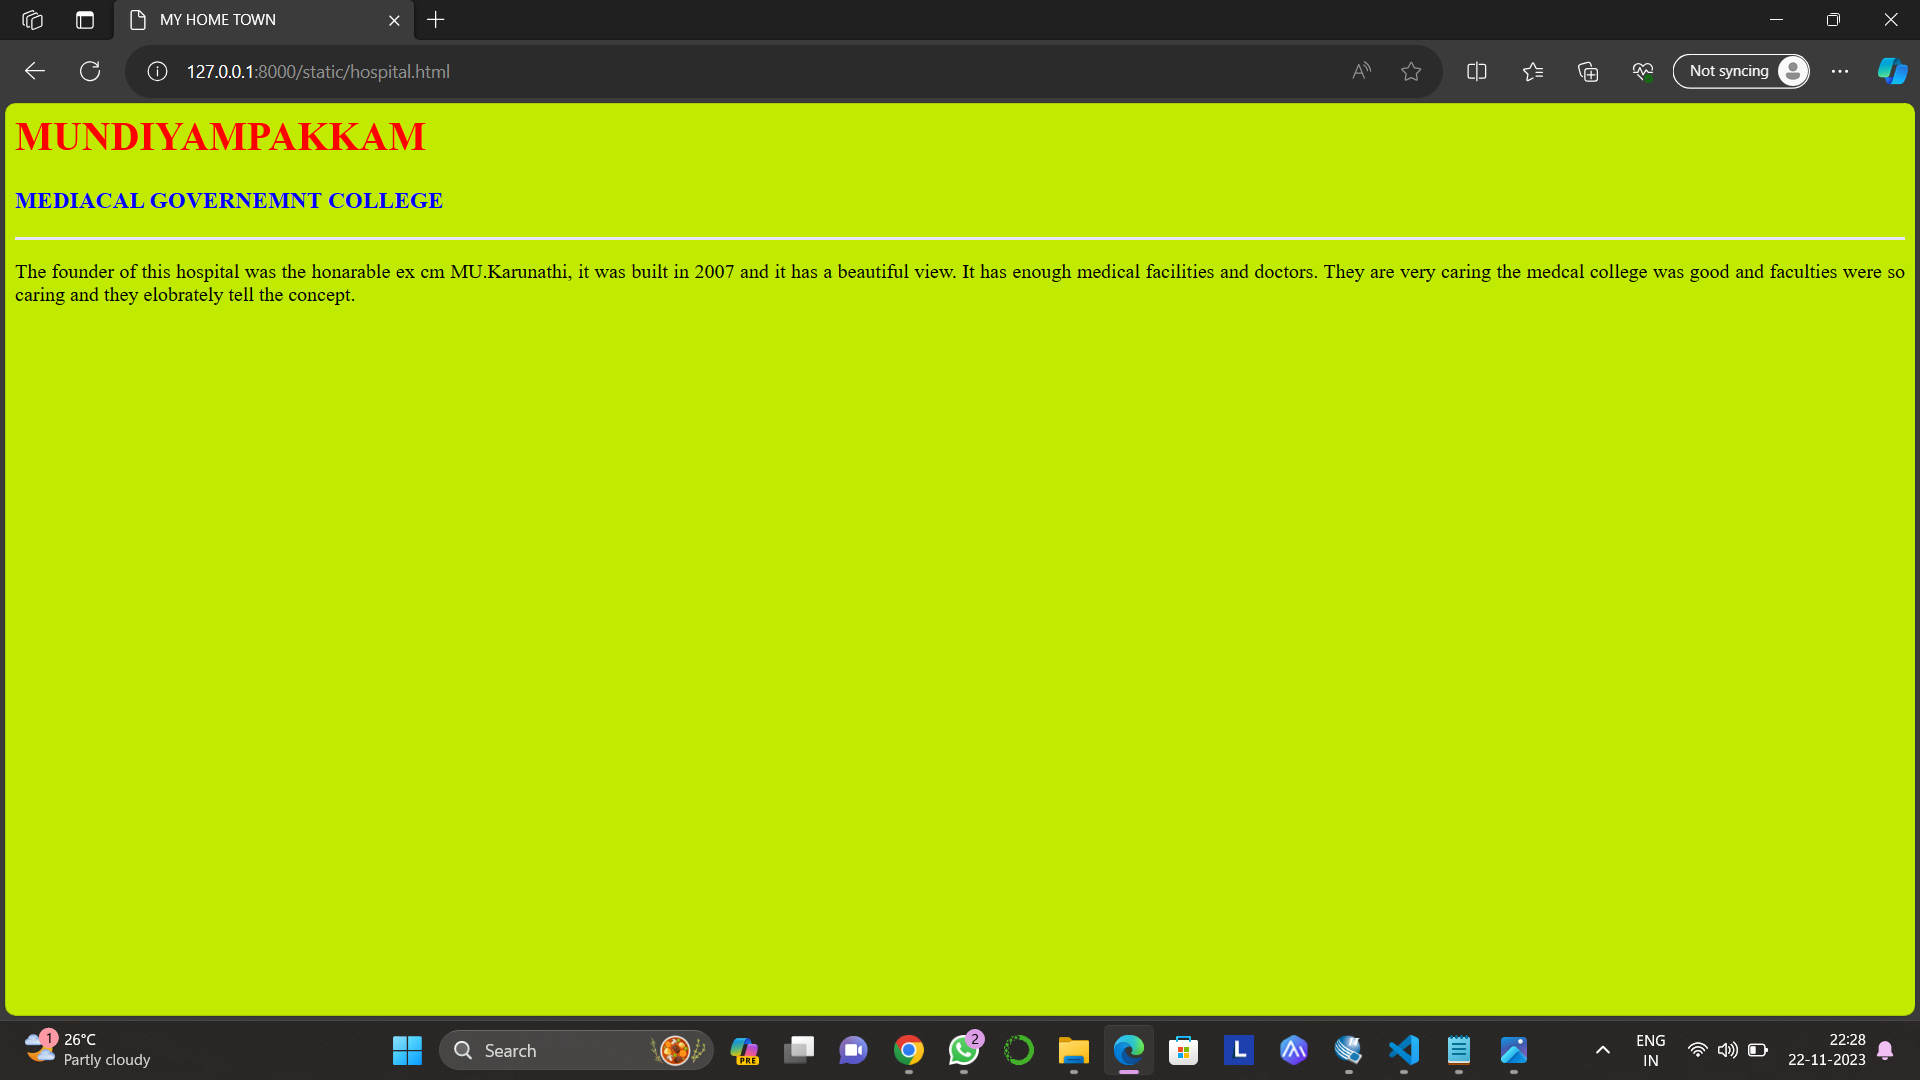 MY HOME TOWN
127.0.0.1:8000/static/hospital.html
Not syncing
MUNDIYAMPAKKAM
MEDIACAL GOVERNEMNT COLLEGE
The founder of this hospital was the honarable ex cm MU.Karunathi, it was built in 2007 and it has a beautiful view. It has enough medical facilities and doctors. They are very caring the medcal college was good and faculties were so
caring and they elobrately tell the concept.
1
26°C
Partly cloudy
Search
PRE
2
L
ENG
IN
22:28
22-11-2023